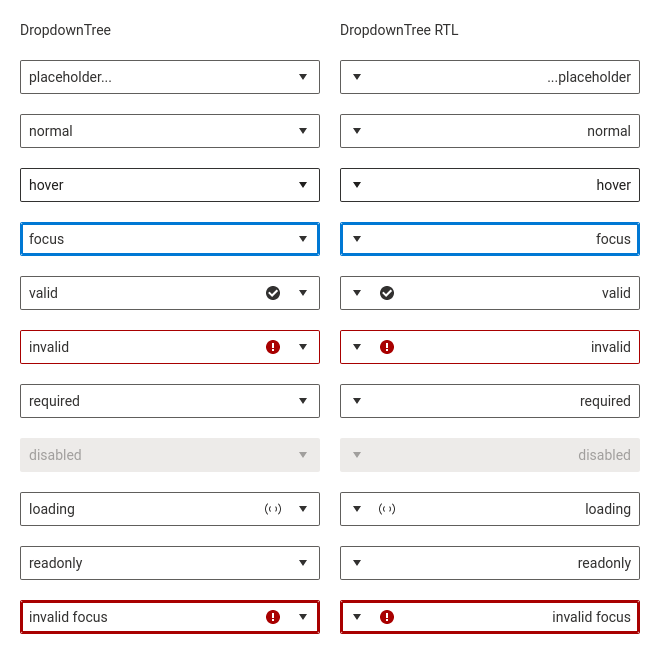 DropdownTree
DropdownTree RTL
placeholder...
...placeholder
normal
normal
hover
hover
focus
focus
valid
valid
invalid
invalid
required
required
disabled
disabled
loading
loading
readonly
readonly
invalid focus
invalid focus